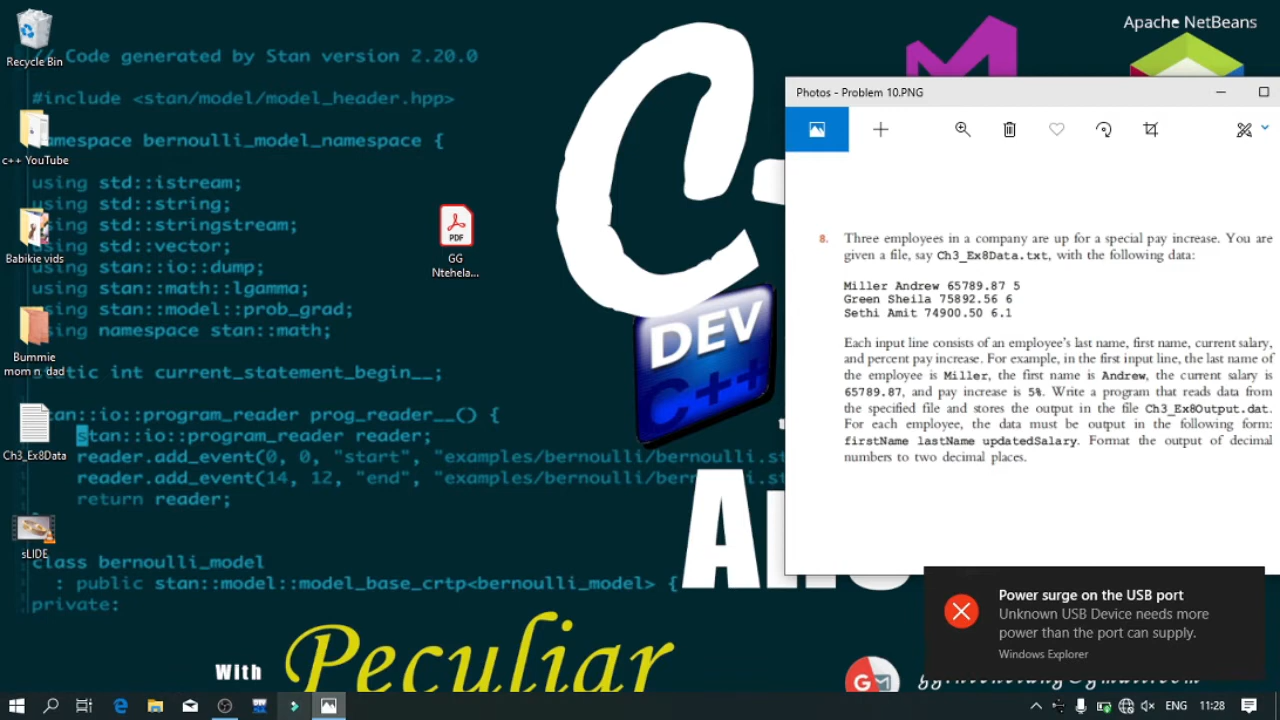 Recycle Bin
c++ YouTube
Babikie vids
Bummie
mom n dad
Ch3_Ex8Data
sLIDE
GG
Ntehela...
PDF
// Code generated by Stan version 2.20.0
#include <stan/model/model_header.hpp>
namespace bernoulli_model_namespace {
using std::istream;
using std::string;
using std::stringstream;
using std::vector;
using stan::io::dump;
using stan::math::lgamma;
using stan::model::prob_grad;
using namespace stan::math;
static int current_statement_begin__;
stan::io::program_reader prog_reader__() {
stan::io::program_reader reader;
reader.add_event(0, 0, "start", "examples/bernoulli/bernoulli.st
reader.add_event(14, 12, "end", "examples/bernoulli/bernoulli.st
return reader;
class bernoulli_model
: public stan::model::model_base_crtp<bernoulli_model> {
private:
DEV
C++
With
Peculiar
Apache NetBeans
Photos - Problem 10.PNG
8. Three employees in a company are up for a special pay increase. You are
given a file, say Ch3_Ex8Data.txt, with the following data:
Miller Andrew 65789.87 5
Green Sheila 75892.56 6
Sethi Amit 74900.50 6.1
Each input line consists of an employee's last name, first name, current salary,
and percent pay increase. For example, in the first input line, the last name of
the employee is Miller, the first name is Andrew, the current salary is
65789.87, and pay increase is 5%. Write a program that reads data from
the specified file and stores the output in the file Ch3_Ex8Output.dat.
For each employee, the data must be output in the following form:
firstName lastName updatedSalary. Format the output of decimal
numbers to two decimal places.
Power surge on the USB port
Unknown USB Device needs more
power than the port can supply.
Windows Explorer
ENG
11:28